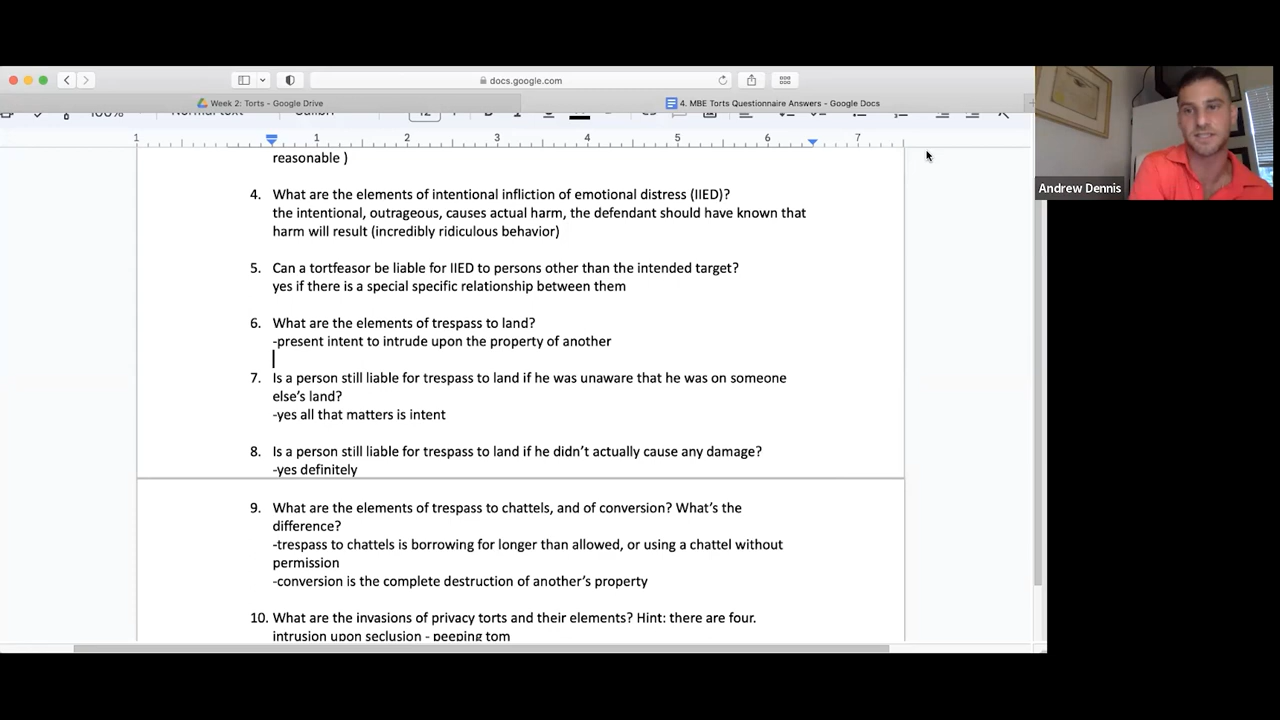 docs.google.com
Week 2: Torts - Google Drive
4. MBE Torts Questionnaire Answers - Google Docs
1 1 2 3 4 5 6 7
reasonable )
4. What are the elements of intentional infliction of emotional distress (IIED)?
the intentional, outrageous, causes actual harm, the defendant should have known that
harm will result (incredibly ridiculous behavior)
5. Can a tortfeasor be liable for IIED to persons other than the intended target?
yes if there is a special specific relationship between them
6. What are the elements of trespass to land?
-present intent to intrude upon the property of another
7. Is a person still liable for trespass to land if he was unaware that he was on someone
else's land?
-yes all that matters is intent
8. Is a person still liable for trespass to land if he didn't actually cause any damage?
-yes definitely
9. What are the elements of trespass to chattels, and of conversion? What's the
difference?
-trespass to chattels is borrowing for longer than allowed, or using a chattel without
permission
-conversion is the complete destruction of another's property
10. What are the invasions of privacy torts and their elements? Hint: there are four.
intrusion upon seclusion - peeping tom
Andrew Dennis